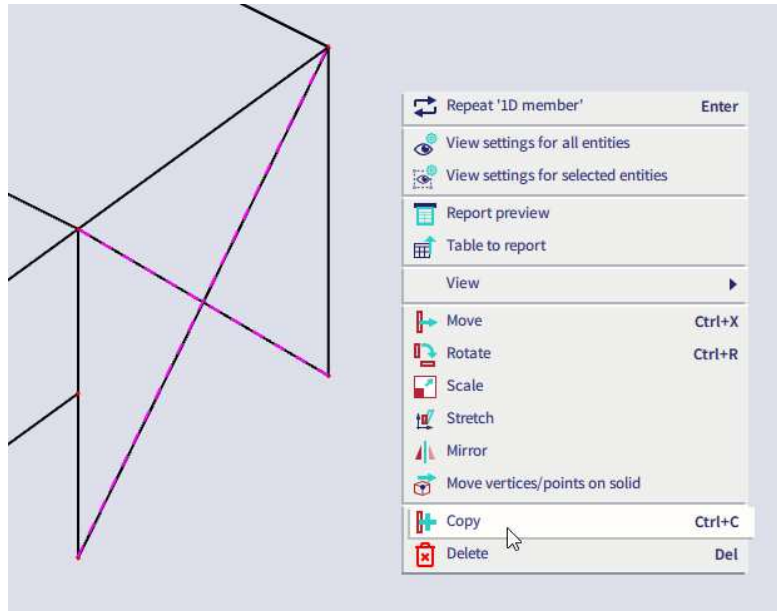 Repeat '1D member' Enter
View settings for all entities
View settings for selected entities
Report preview
Table to report
View
Move Ctrl+X
Rotate Ctrl+R
Scale
Stretch
Mirror
Move vertices/points on solid
Copy Ctrl+C
Delete Del